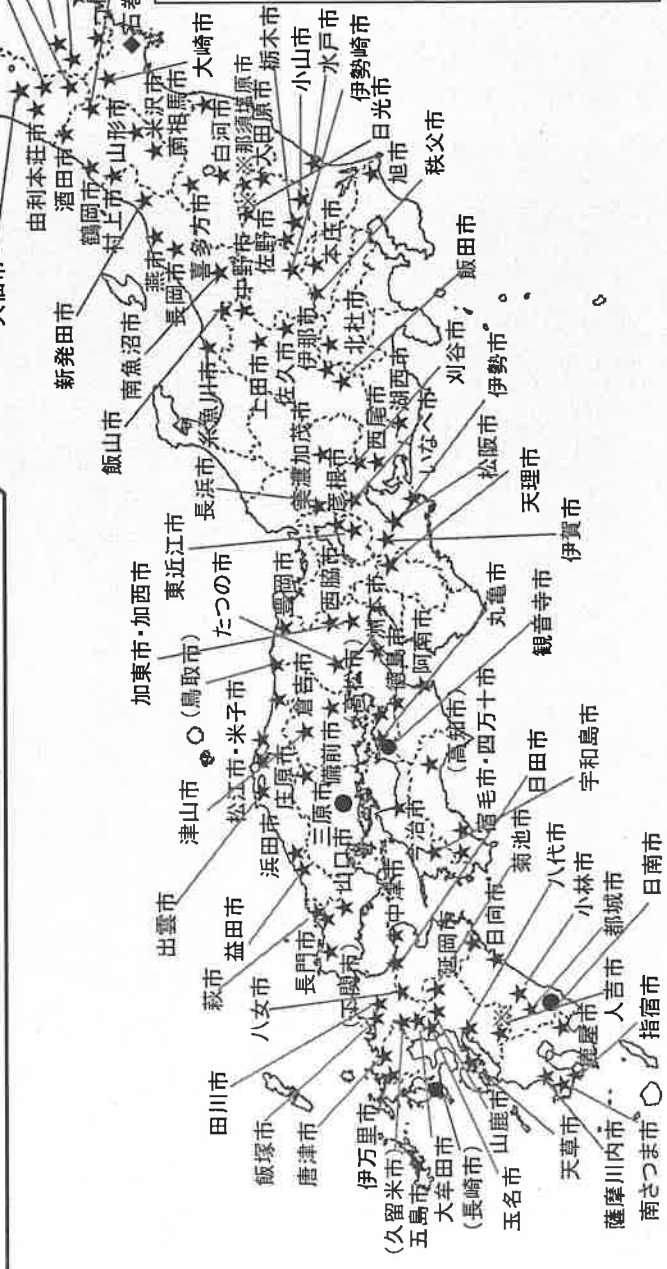 由利本荘市
酒田市
鶴岡市
村上市
山形市
米沢市
南相馬市
大崎市
新発田市
燕市
長岡市
喜多方市
白河市
※那須塩原市
大田原市
栃木市
小山市
水戸市
伊勢崎市
日光市
南魚沼市
中野市
佐野市
本庄市
旭市
秩父市
飯山市
糸魚川市
上田市
佐久市
伊那市
北杜市
飯田市
長浜市
美濃加茂市
彦根市
西尾市
湖西市
刈谷市
いなべ市
伊勢市
松阪市
天理市
伊賀市
東近江市
加東市・加西市
たつの市
豊岡市
西脇市
洲本市
(鳥取市)
倉吉市
備前市
(高松市)
徳島市
阿南市
丸亀市
観音寺市
津山市
松江市・米子市
庄原市
三原市
今治市
(高知市)
宿毛市・四万十市
宇和島市
出雲市
浜田市
益田市
山口市
萩市
長門市
(下関市)
中津市
日田市
八女市
延岡市
日向市
菊池市
八代市
小林市
都城市
日南市
田川市
飯塚市
唐津市
伊万里市
(久留米市)
五島市
大牟田市
(長崎市)
玉名市
山鹿市
天草市
※
人吉市
鹿屋市
指宿市
薩摩川内市
南さつま市